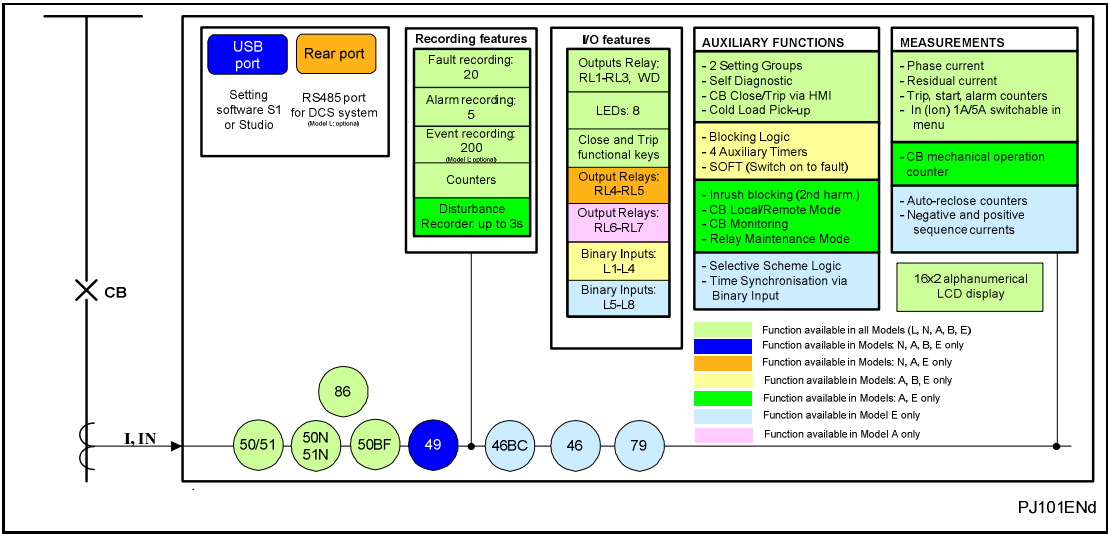 USB
port
Rear port
Setting
software S1
or Studio
RS485 port
for DCS system
(Model L: optional)
Recording features
Fault recording:
20
Alarm recording;
5
Event recording:
200
(Model L: optional)
Counters
Disturbance
Recorder: up to 3s
I/O features
Outputs Relay:
RL1-RL3, WD
LEDs: 8
Close and Trip
functional keys
Output Relays:
RL4-RL5
Output Relays:
RL6-RL7
Binary Inputs:
L1-L4
Binary Inputs:
L5-L8
AUXILIARY FUNCTIONS
- 2 Setting Groups
- Self Diagnostic
- CB Close/Trip via HMI
- Cold Load Pick-up
- Blocking Logic
- 4 Auxiliary Timers
- SOFT (Switch on to fault)
- Inrush blocking (2nd harm.)
- CB Local/Remote Mode
- CB Monitoring
- Relay Maintenance Mode
- Selective Scheme Logic
- Time Synchronisation via
Binary Input
MEASUREMENTS
- Phase current
- Residual current
- Trip, start, alarm counters
- In (Ion) 1A/5A switchable in
menu
- CB mechanical operation
counter
- Auto-reclose counters
- Negative and positive
sequence currents
16x2 alphanumerical
LCD display
Function available in all Models (L, N, A, B, E)
Function available in Models: N, A, B, E only
Function available in Models: N, A, E only
Function available in Models: A, B, E only
Function available in Models: A, E only
Function available in Model E only
Function available in Model A only
CB
I, IN
86
50/51
50N
51N
50BF
49
46BC
46
79
PJ101ENd